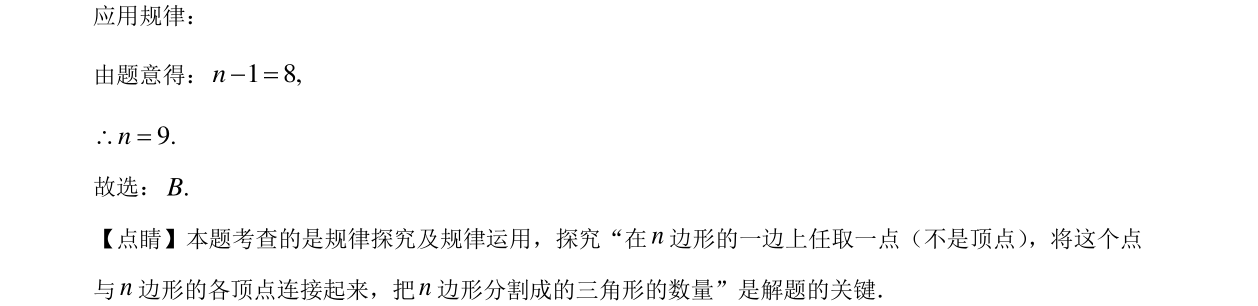 应用规律：
由题意得：n−1=8,
∴n=9.
故选：B.
【点睛】本题考查的是规律探究及规律运用，探究“在n边形的一边上任取一点（不是顶点），将这个点
与n边形的各顶点连接起来，把n边形分割成的三角形的数量”是解题的关键．